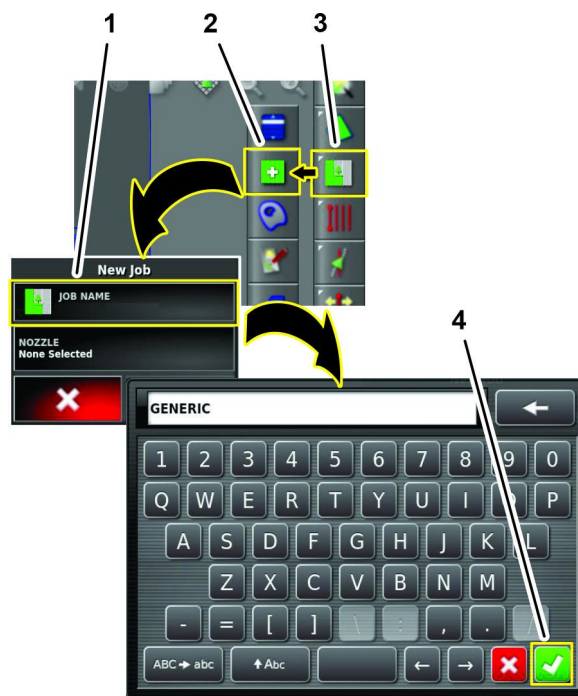 1
2
3
New Job
JOB NAME
NOZZLE
None Selected
4
GENERIC
1 2 3 4 5 6 7 8 9 0
Q W E R T Y U I O P
A S D F G H J K L
Z X C V B N M
- = [ ] \ : , . /
ABC → abc
Abc
← →